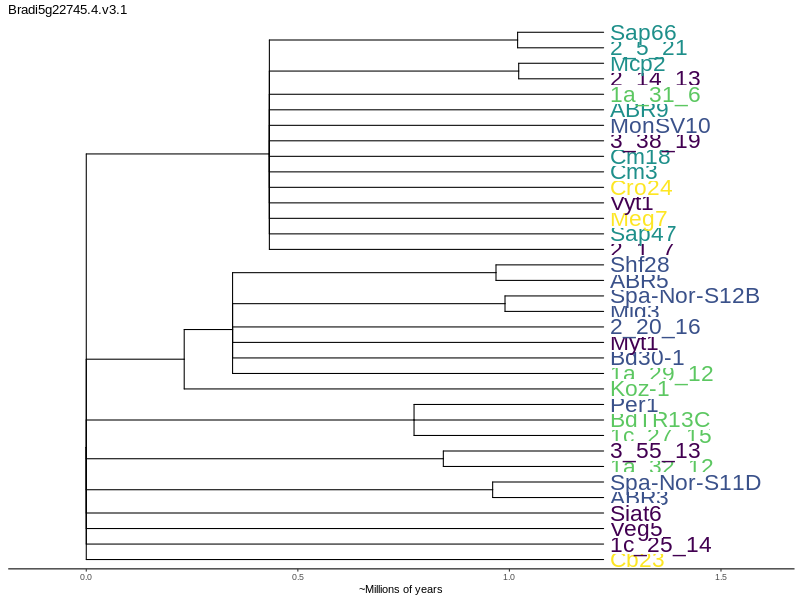 Bradi5g22745.4.v3.1
Sap66
2_5_21
Mcp2
2_14_13
1a_31_6
ABR9
MonSV10
3_38_19
Cm18
Cm3
Cro24
Vyt1
Meg7
Sap47
2_1_7
Shf28
ABR5
Spa-Nor-S12B
Mig3
2_20_16
Myt1
Bd30-1
1a_29_12
Koz-1
Per1
BdTR13C
1c_27_15
3_55_13
1a_32_12
Spa-Nor-S11D
ABR3
Siat6
Veg5
1c_25_14
Cb23
0.0 0.5 1.0 1.5
~Millions of years